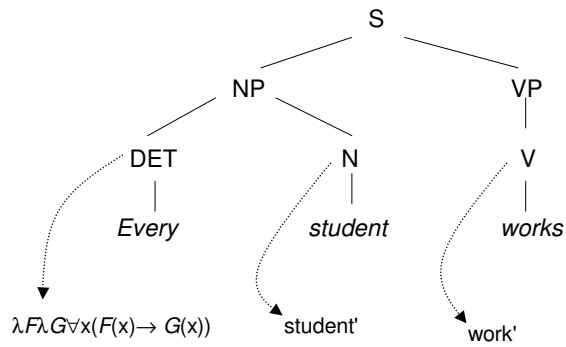 S
NP VP
DET N V
Every student works
λFλG∀x(F(x)→ G(x)) student' work'